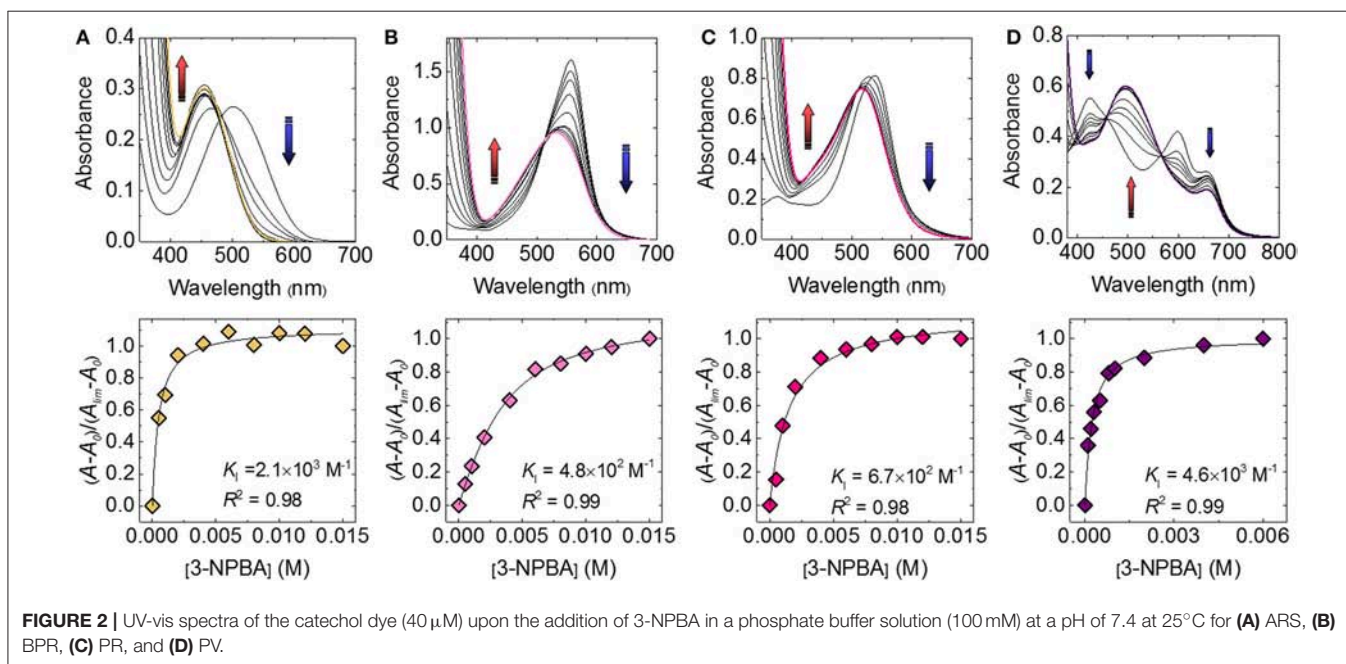 A
0.4
0.3
0.2
0.1
0.0
Absorbance
400 500 600 700
Wavelength (nm)
B
1.5
1.0
0.5
0.0
Absorbance
400 500 600 700
Wavelength (nm)
C
1.0
0.8
0.6
0.4
0.2
0.0
Absorbance
400 500 600 700
Wavelength (nm)
D
0.8
0.6
0.4
0.2
0.0
Absorbance
400 500 600 700 800
Wavelength (nm)
1.0
0.8
0.6
0.4
0.2
0.0
(A-A₀)/(Alim-A₀)
KI =2.1×10³ M⁻¹
R² = 0.98
0.000 0.005 0.010 0.015
[3-NPBA] (M)
1.0
0.8
0.6
0.4
0.2
0.0
(A-A₀)/(Alim-A₀)
KI = 4.8×10² M⁻¹
R² = 0.99
0.000 0.005 0.010 0.015
[3-NPBA] (M)
1.0
0.8
0.6
0.4
0.2
0.0
(A-A₀)/(Alim-A₀)
KI = 6.7×10² M⁻¹
R² = 0.98
0.000 0.005 0.010 0.015
[3-NPBA] (M)
1.0
0.8
0.6
0.4
0.2
0.0
(A-A₀)/(Alim-A₀)
KI = 4.6×10³ M⁻¹
R² = 0.99
0.000 0.003 0.006
[3-NPBA] (M)
FIGURE 2 | UV-vis spectra of the catechol dye (40 μM) upon the addition of 3-NPBA in a phosphate buffer solution (100 mM) at a pH of 7.4 at 25°C for (A) ARS, (B)
BPR, (C) PR, and (D) PV.